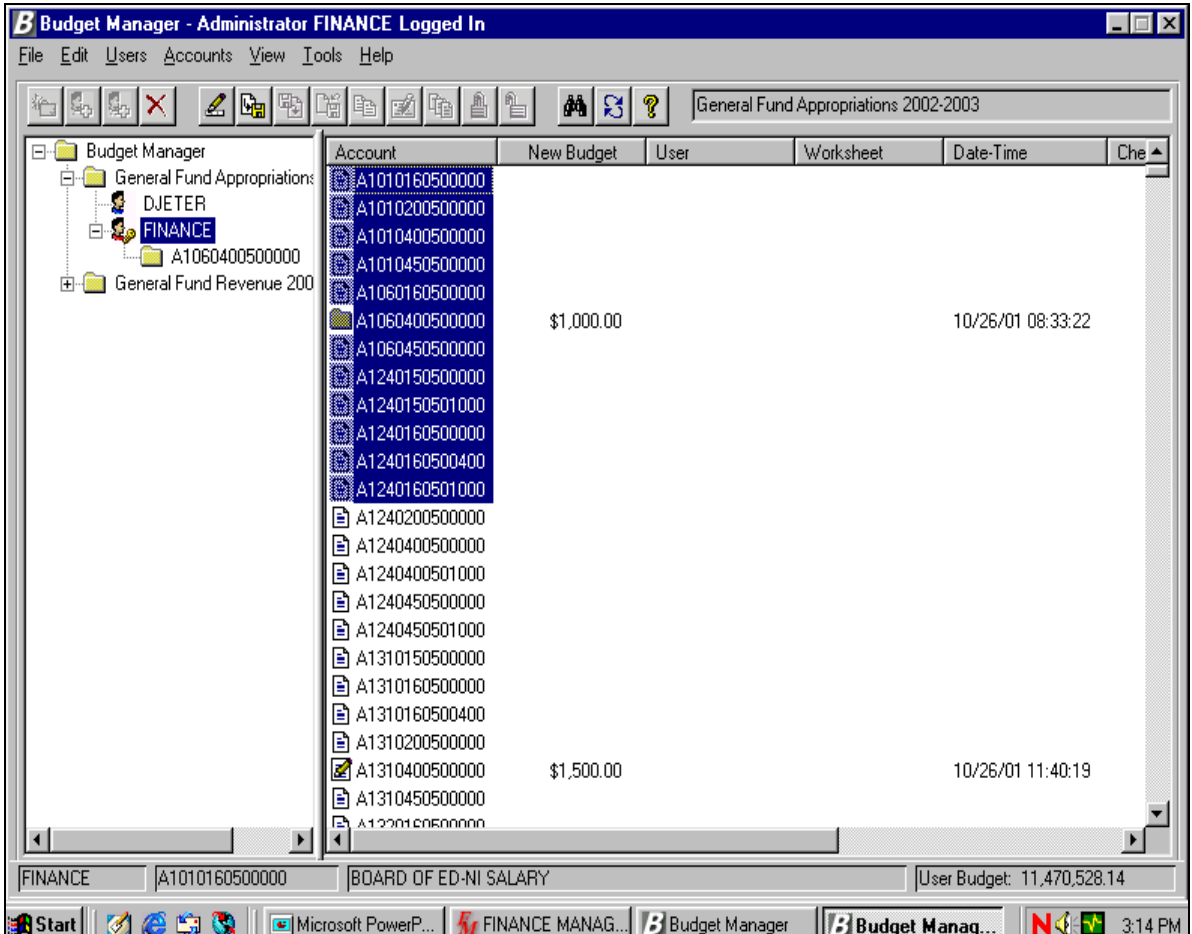 Budget Manager - Administrator FINANCE Logged In
File Edit Users Accounts View Tools Help
General Fund Appropriations 2002-2003
Budget Manager
General Fund Appropriations
DJETER
FINANCE
A1060400500000
General Fund Revenue 200
Account New Budget User Worksheet Date-Time Che
A1010160500000
A1010200500000
A1010400500000
A1010450500000
A1060160500000
A1060400500000 $1,000.00 10/26/01 08:33:22
A1060450500000
A1240150500000
A1240150501000
A1240160500000
A1240160500400
A1240160501000
A1240200500000
A1240400500000
A1240400501000
A1240450500000
A1240450501000
A1310150500000
A1310160500000
A1310160500400
A1310200500000
A1310400500000 $1,500.00 10/26/01 11:40:19
A1310450500000
A1320160500000
FINANCE A1010160500000 BOARD OF ED-NI SALARY User Budget: 11,470,528.14
Start Microsoft PowerP... FINANCE MANAG... Budget Manager Budget Manag... 3:14 PM